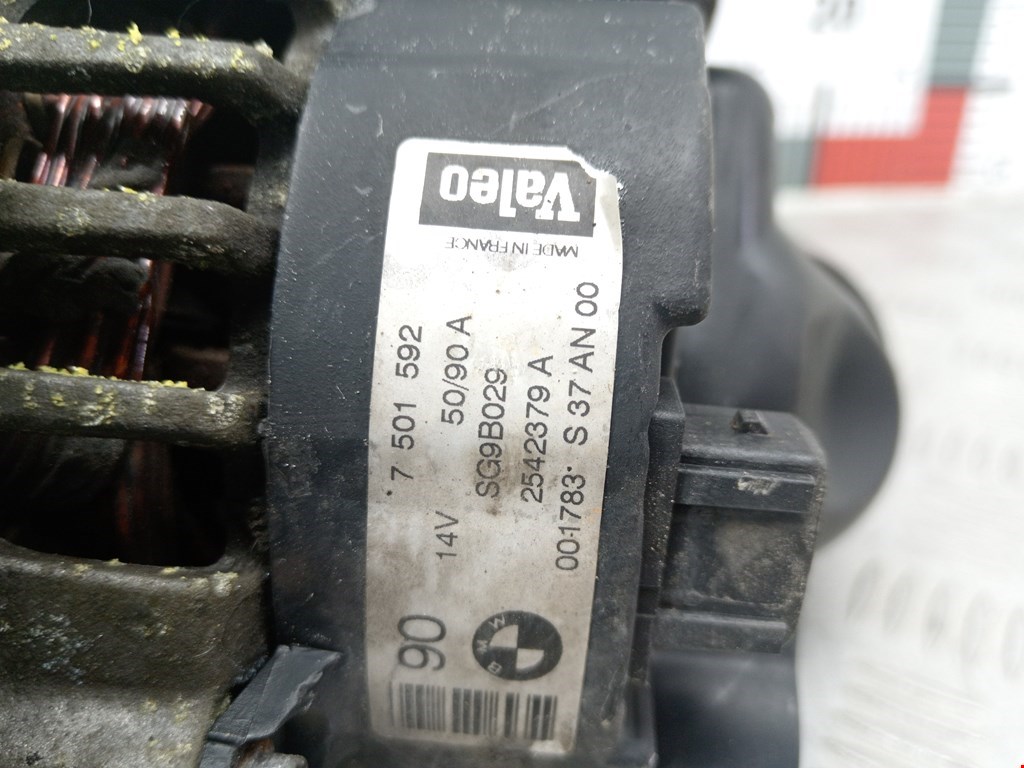 Valeo
MADE IN FRANCE
7 501 592
14V 50/90 A
SG9B029
2542379 A
001783 S 37 AN 00
90
BMW